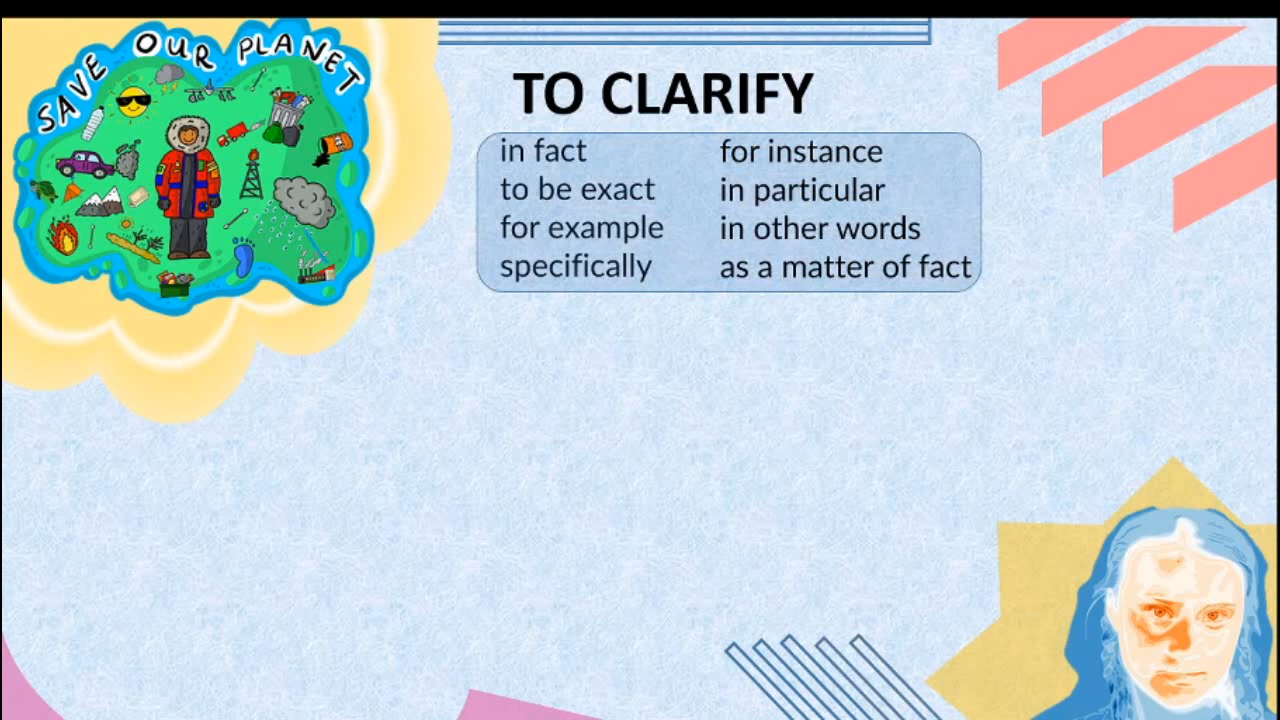 SAVE OUR PLANET
TO CLARIFY
in fact
to be exact
for example
specifically
for instance
in particular
in other words
as a matter of fact